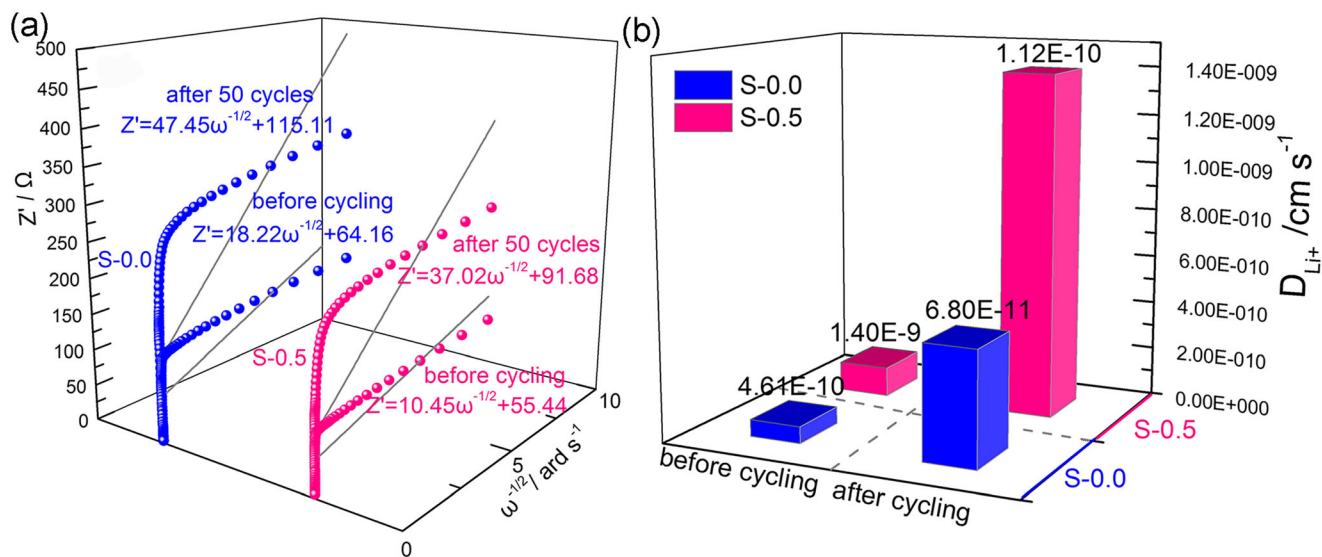 (a)
500
450
400
350
300
250
200
150
100
50
0
Z'/ Ω
after 50 cycles
Z'=47.45ω^-1/2+115.11
before cycling
Z'=18.22ω^-1/2+64.16
S-0.0
after 50 cycles
Z'=37.02ω^-1/2+91.68
S-0.5
before cycling
Z'=10.45ω^-1/2+55.44
0
5
10
ω^-1/2/ ard s^-1
(b)
S-0.0
S-0.5
1.12E-10
1.40E-9
6.80E-11
4.61E-10
1.40E-009
1.20E-009
1.00E-009
8.00E-010
6.00E-010
4.00E-010
2.00E-010
0.00E+000
D_Li+ /cm s^-1
before cycling
after cycling
S-0.5
S-0.0